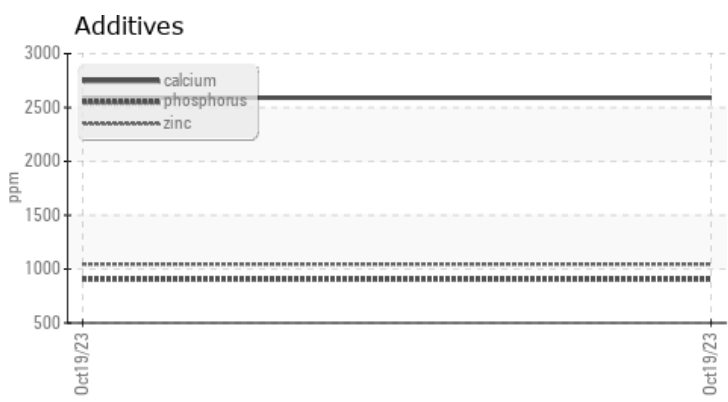 Additives
3000
2500
2000
1500
1000
500
ppm
calcium
phosphorus
zinc
Oct19/23
Oct19/23